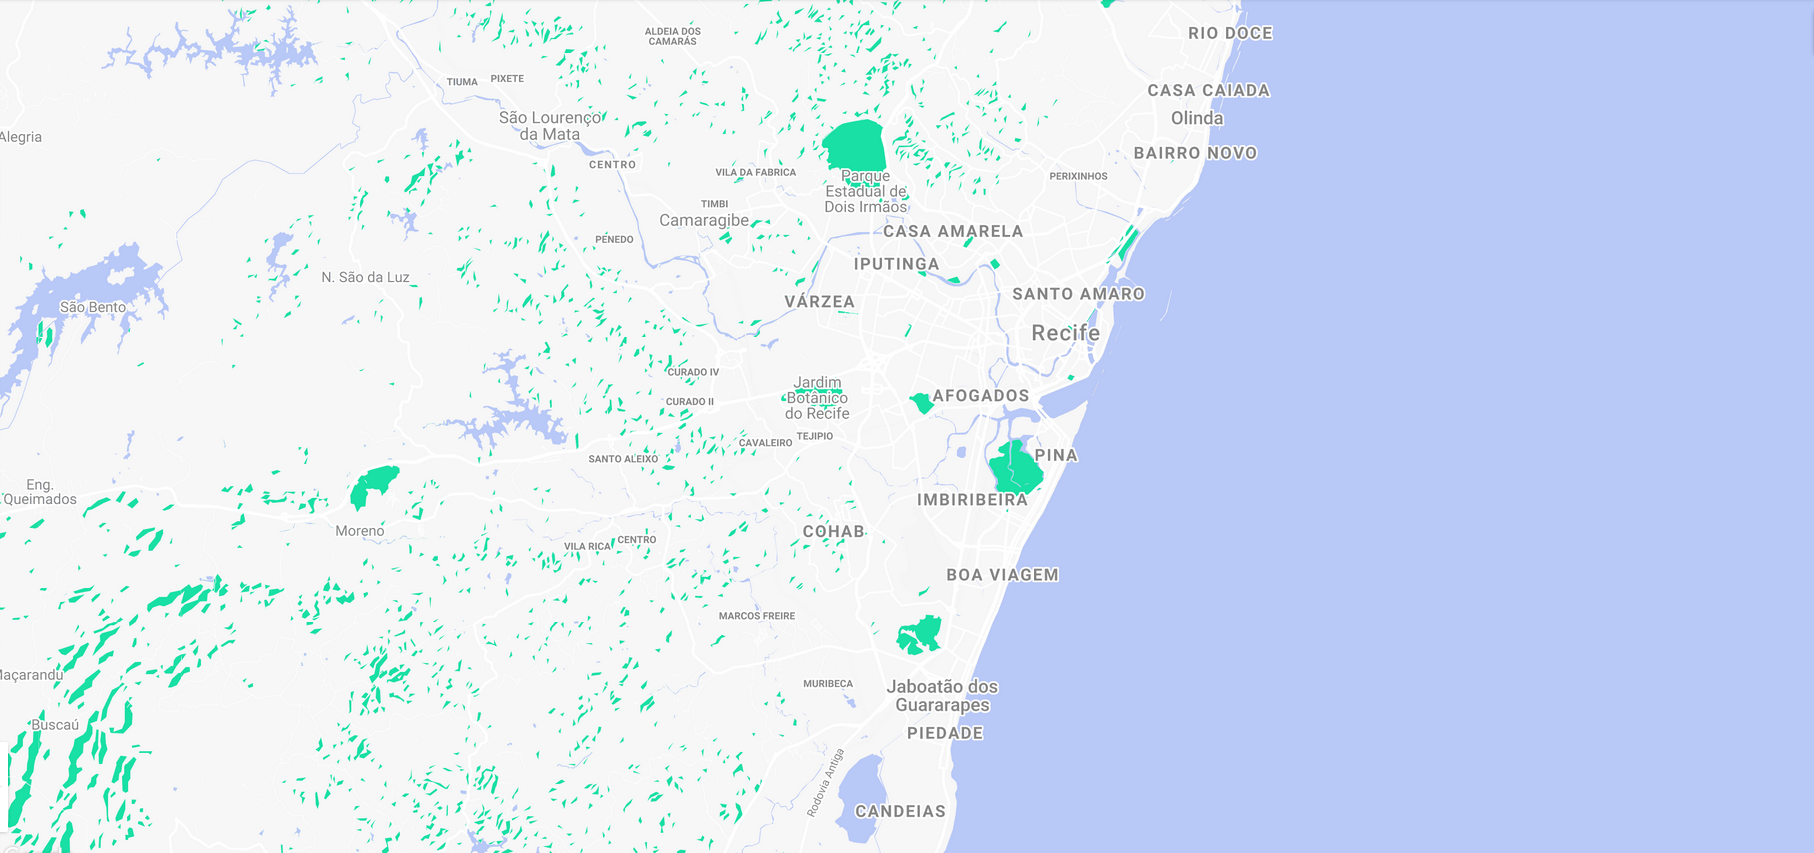 RIO DOCE
ALDEIA DOS
CAMARÁS
TIUMA
PIXETE
CASA CAIADA
São Lourenço
da Mata
Olinda
Alegria
BAIRRO NOVO
CENTRO
VILA DA FABRICA
Parque
Estadual de
Dois Irmãos
PERIXINHOS
TIMBI
Camaragibe
CASA AMARELA
PENEDO
IPUTINGA
N. São da Luz
SANTO AMARO
VÁRZEA
São Bento
Recife
CURADO IV
Jardim
Botânico
do Recife
AFOGADOS
CURADO II
TEJIPIO
CAVALEIRO
SANTO ALEIXO
PINA
Eng.
Queimados
IMBIRIBEIRA
Moreno
COHAB
VILA RICA
CENTRO
BOA VIAGEM
MARCOS FREIRE
Maçarandu
MURIBECA
Jaboatão dos
Guararapes
Buscaú
PIEDADE
Rodovia Antiga
CANDEIAS